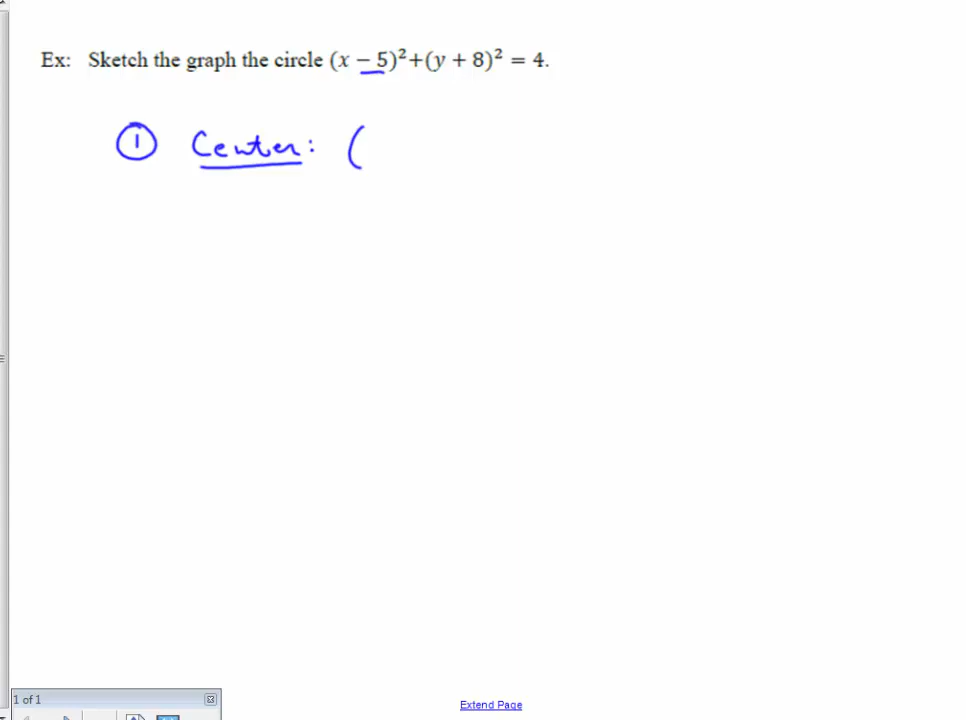 Ex: Sketch the graph the circle (x − 5)²+(y + 8)² = 4.
① Center: (
1 of 1
Extend Page